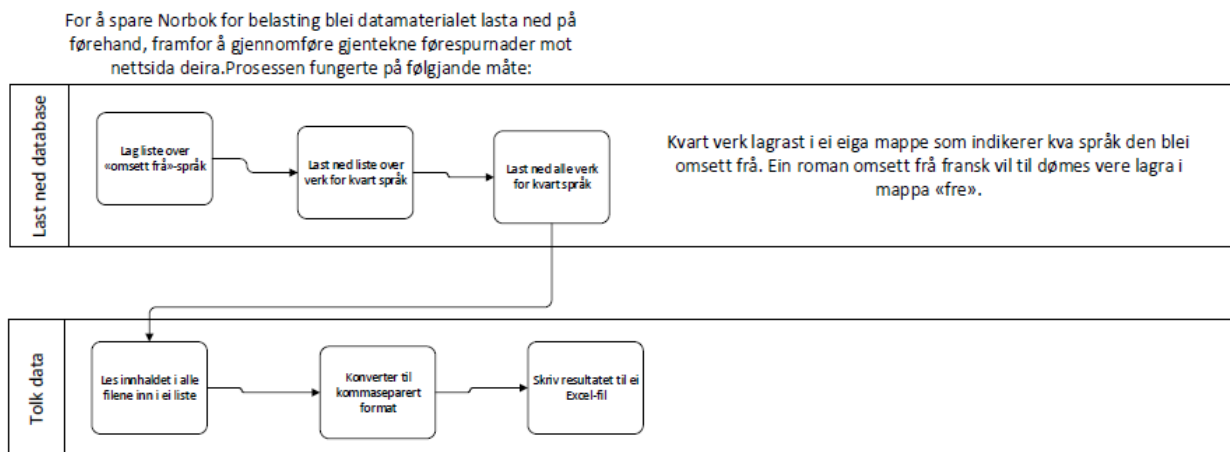 For å spare Norbok for belasting blei datamaterialet lasta ned på
førehand, framfor å gjennomføre gjentekne førespurnader mot
nettsida deira.Prosessen fungerte på følgjande måte:
Last ned database
Lag liste over
«omsett frå»-språk
Last ned liste over
verk for kvart språk
Last ned alle verk
for kvart språk
Kvart verk lagrast i ei eiga mappe som indikerer kva språk den blei
omsett frå. Ein roman omsett frå fransk vil til dømes vere lagra i
mappa «fre».
Tolk data
Les innhaldet i alle
filene inn i ei liste
Konverter til
kommaseparert
format
Skriv resultatet til ei
Excel-fil